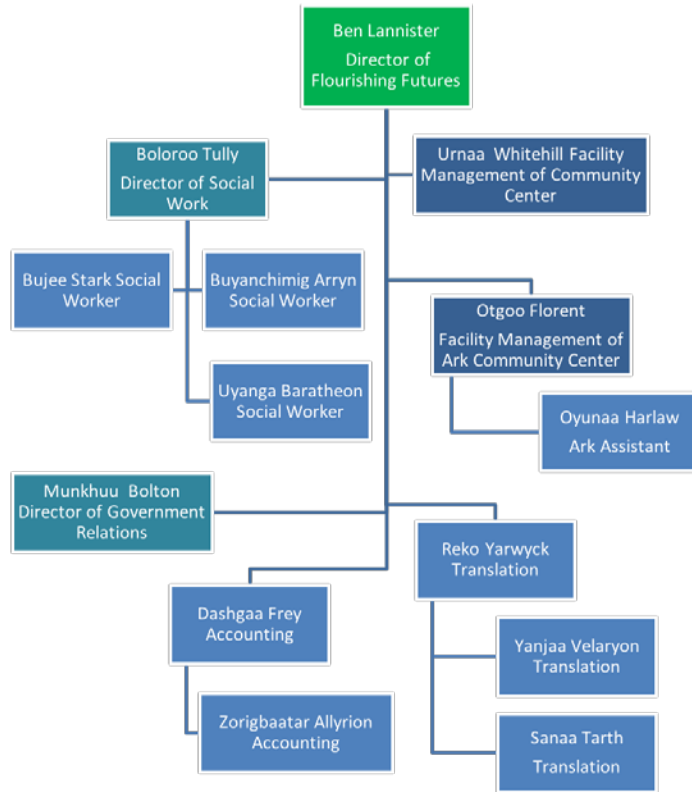 Ben Lannister
Director of
Flourishing Futures
Boloroo Tully
Director of Social
Work
Urnaa Whitehill Facility
Management of Community
Center
Bujee Stark Social
Worker
Buyanchimig Arryn
Social Worker
Otgoo Florent
Facility Management of
Ark Community Center
Uyanga Baratheon
Social Worker
Oyunaa Harlaw
Ark Assistant
Munkhuu Bolton
Director of Government
Relations
Reko Yarwyck
Translation
Dashgaa Frey
Accounting
Yanjaa Velaryon
Translation
Zorigbaatar Allyrion
Accounting
Sanaa Tarth
Translation